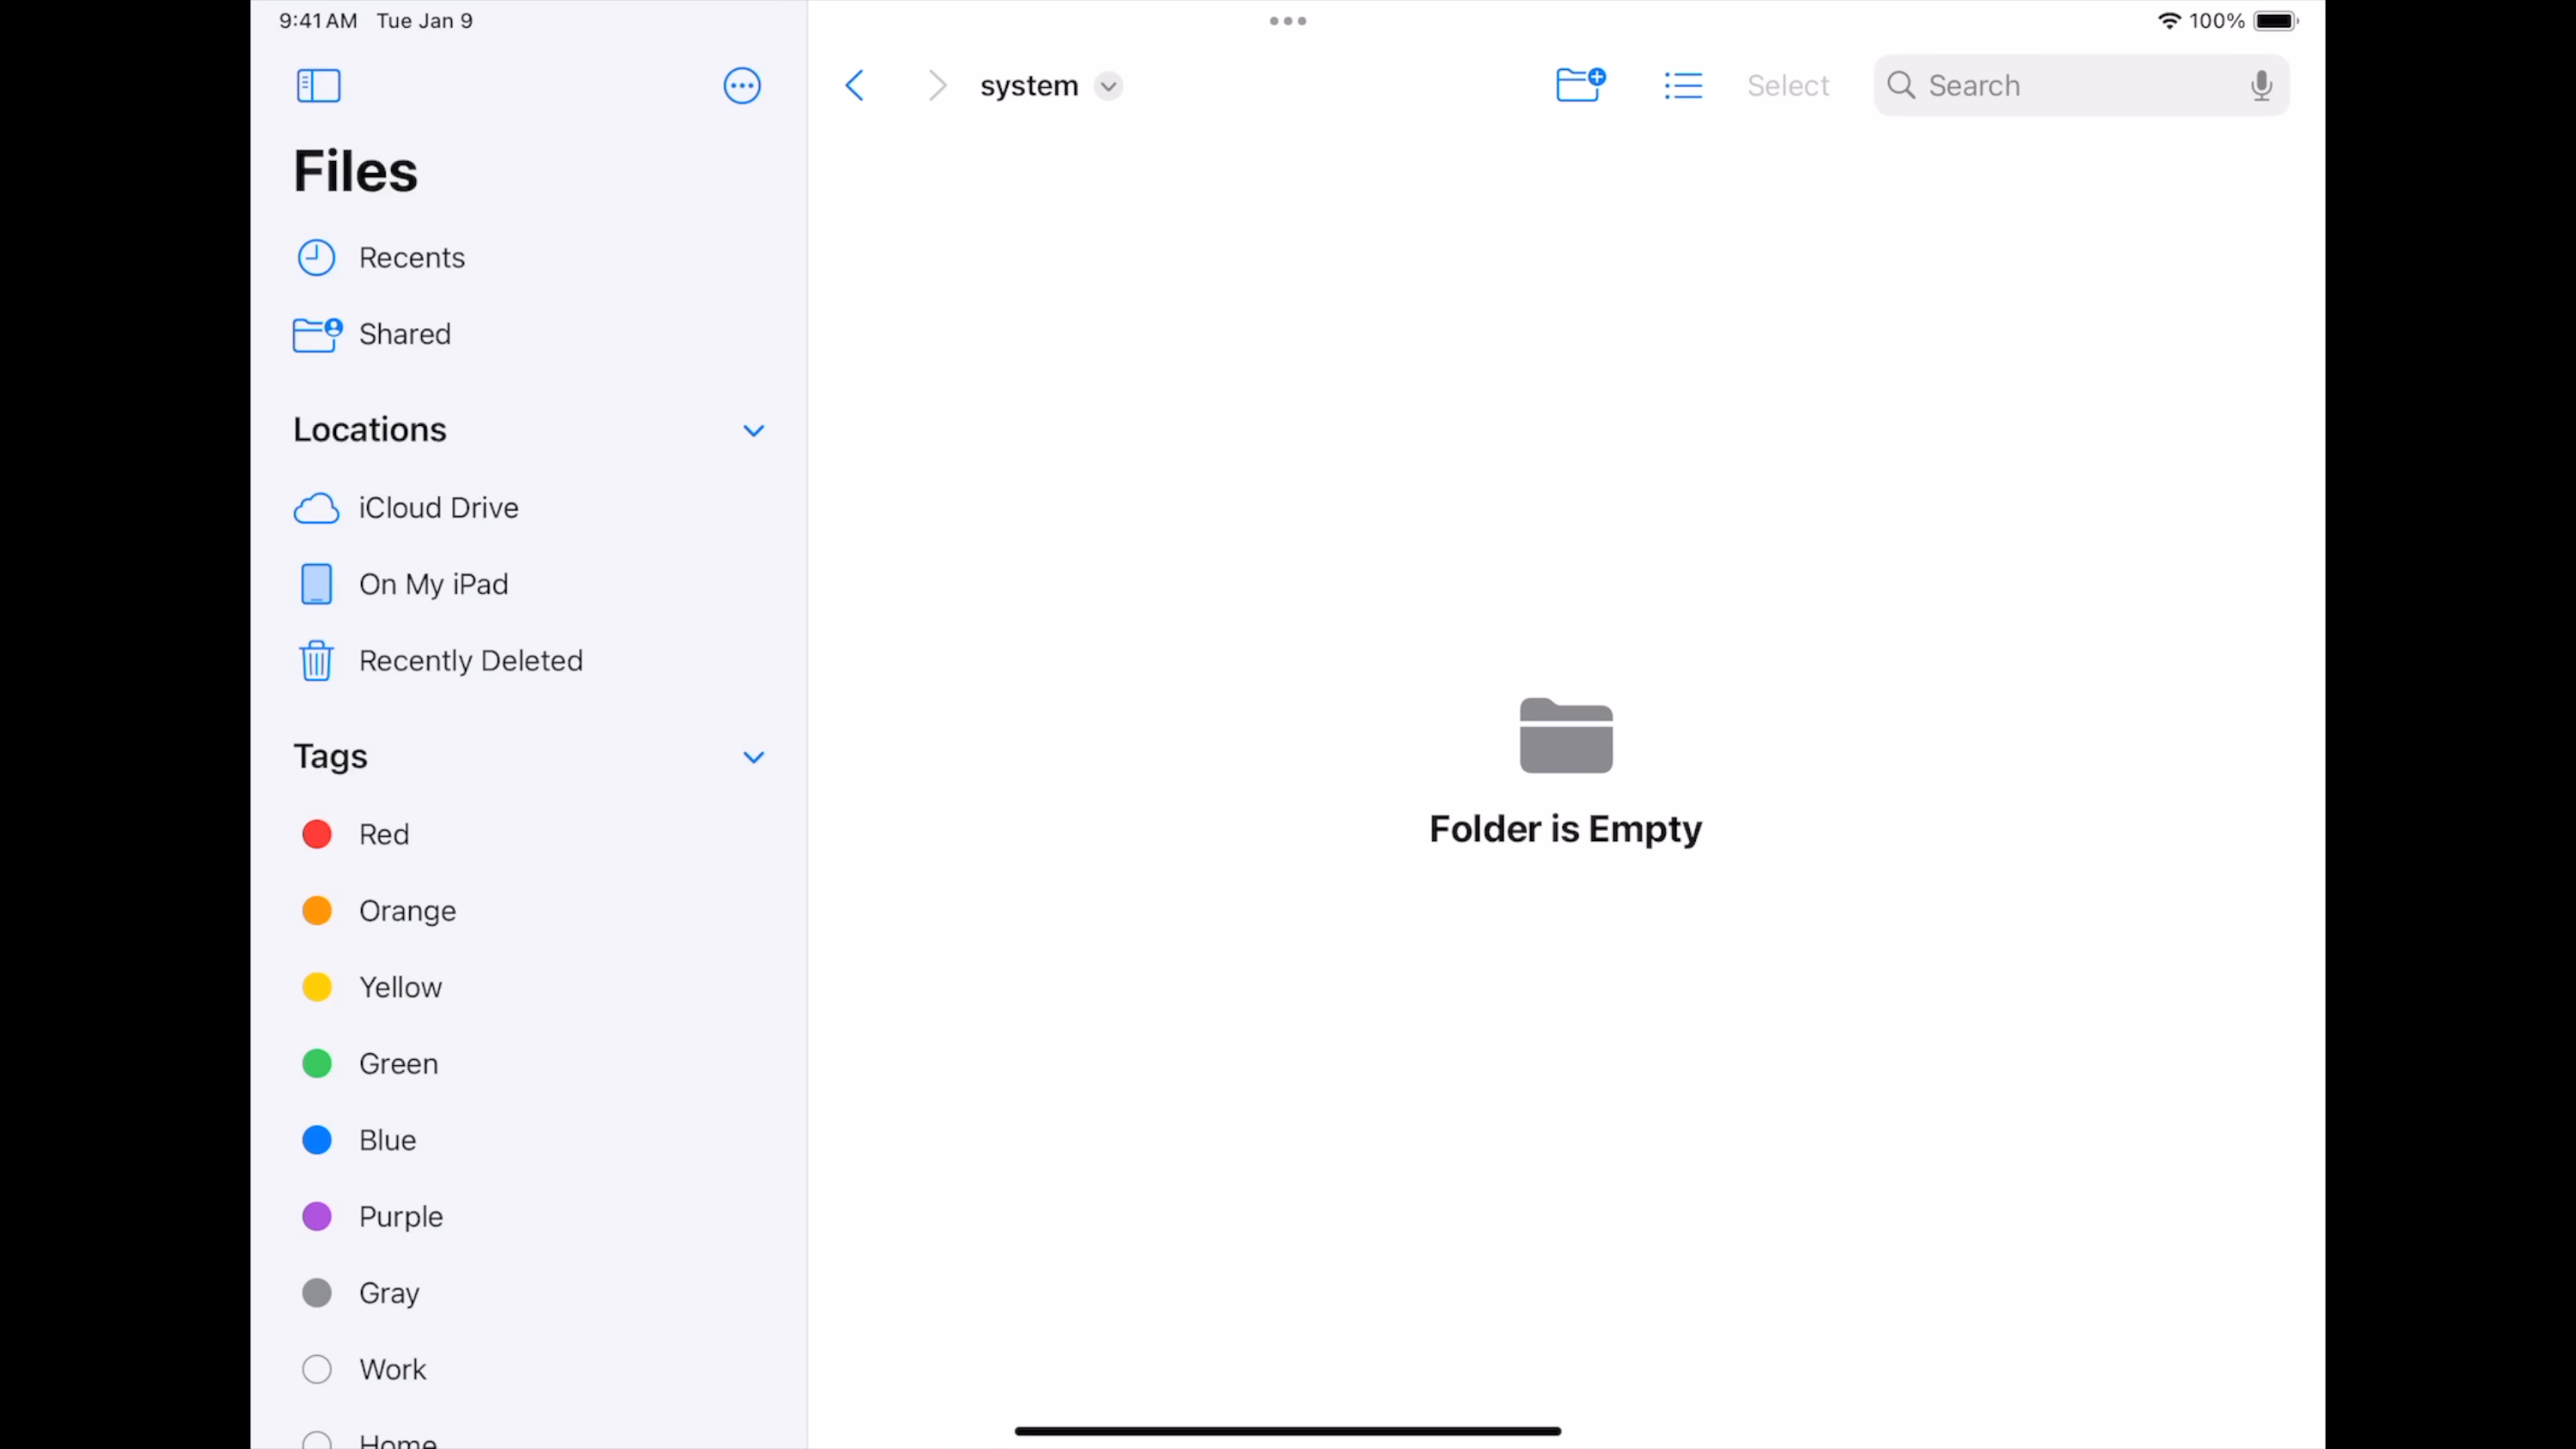 9:41 AM Tue Jan 9
100%
Files
Recents
Shared
Locations
iCloud Drive
On My iPad
Recently Deleted
Tags
Red
Orange
Yellow
Green
Blue
Purple
Gray
Work
Home
system
Select
Search
Folder is Empty